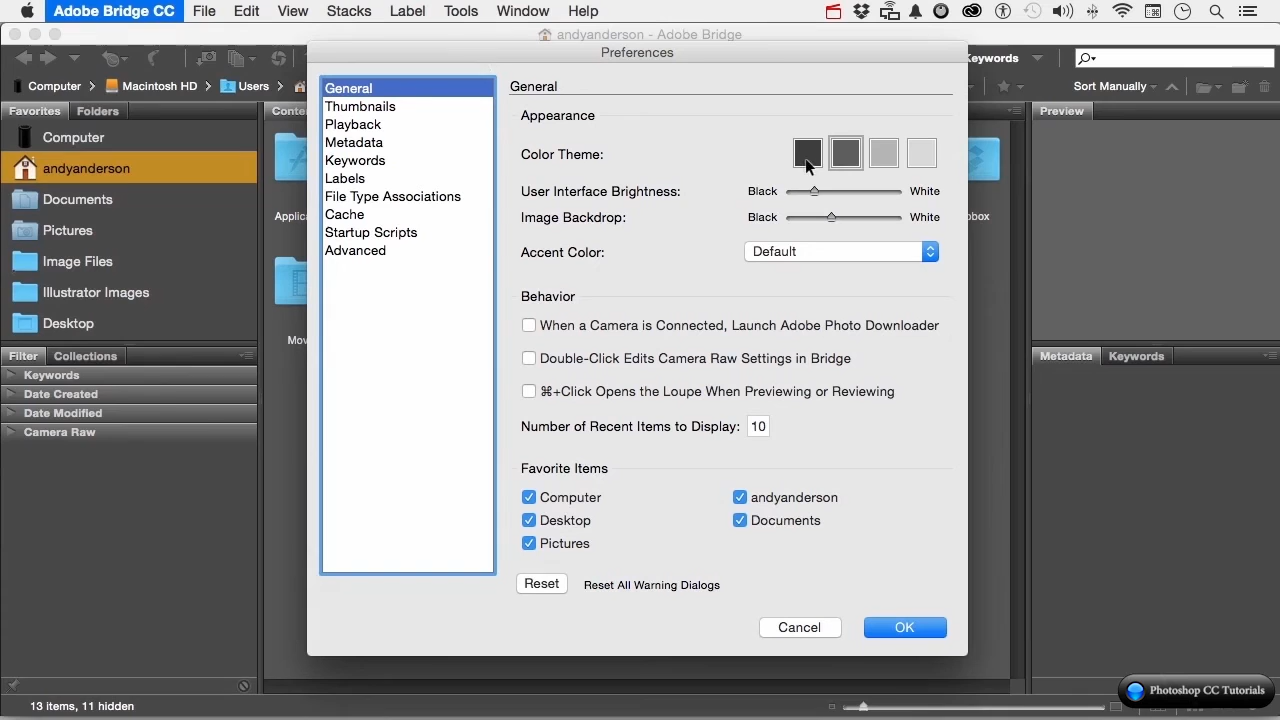 Adobe Bridge CC File Edit View Stacks Label Tools Window Help
andyanderson - Adobe Bridge
Preferences
Keywords
Computer Macintosh HD Users
Sort Manually
Favorites Folders
Computer
andyanderson
Documents
Pictures
Image Files
Illustrator Images
Desktop
Filter Collections
Keywords
Date Created
Date Modified
Camera Raw
13 items, 11 hidden
General
Thumbnails
Playback
Metadata
Keywords
Labels
File Type Associations
Cache
Startup Scripts
Advanced
General
Appearance
Color Theme:
User Interface Brightness: Black White
Image Backdrop: Black White
Accent Color: Default
Behavior
When a Camera is Connected, Launch Adobe Photo Downloader
Double-Click Edits Camera Raw Settings in Bridge
⌘+Click Opens the Loupe When Previewing or Reviewing
Number of Recent Items to Display: 10
Favorite Items
Computer andyanderson
Desktop Documents
Pictures
Reset Reset All Warning Dialogs
Cancel OK
Preview
Metadata Keywords
Photoshop CC Tutorials